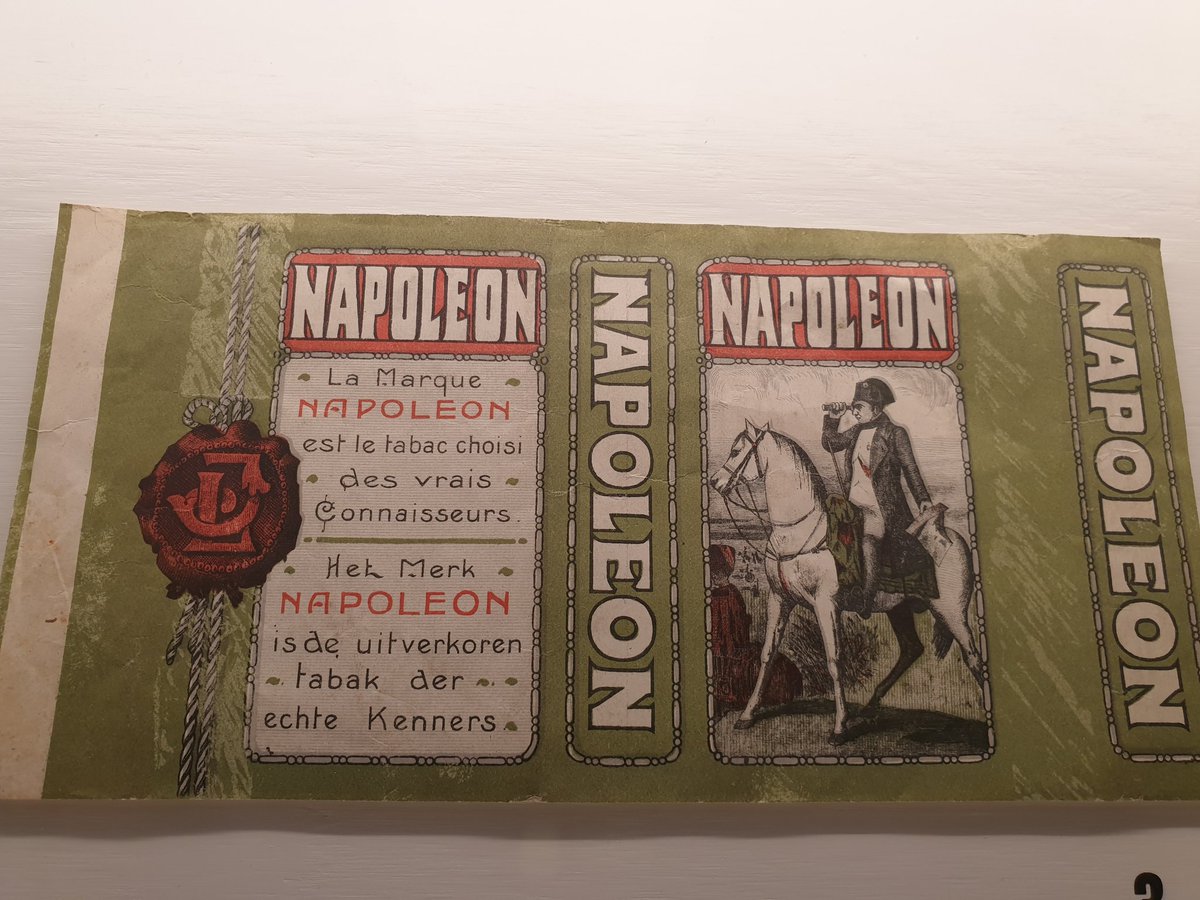 NAPOLEON
La Marque
NAPOLEON
est le tabac choisi
des vrais
Connaisseurs.
Het Merk
NAPOLEON
is de uitverkoren
tabak der
echte Kenners.
NAPOLEON
NAPOLEON
NAPOLEON